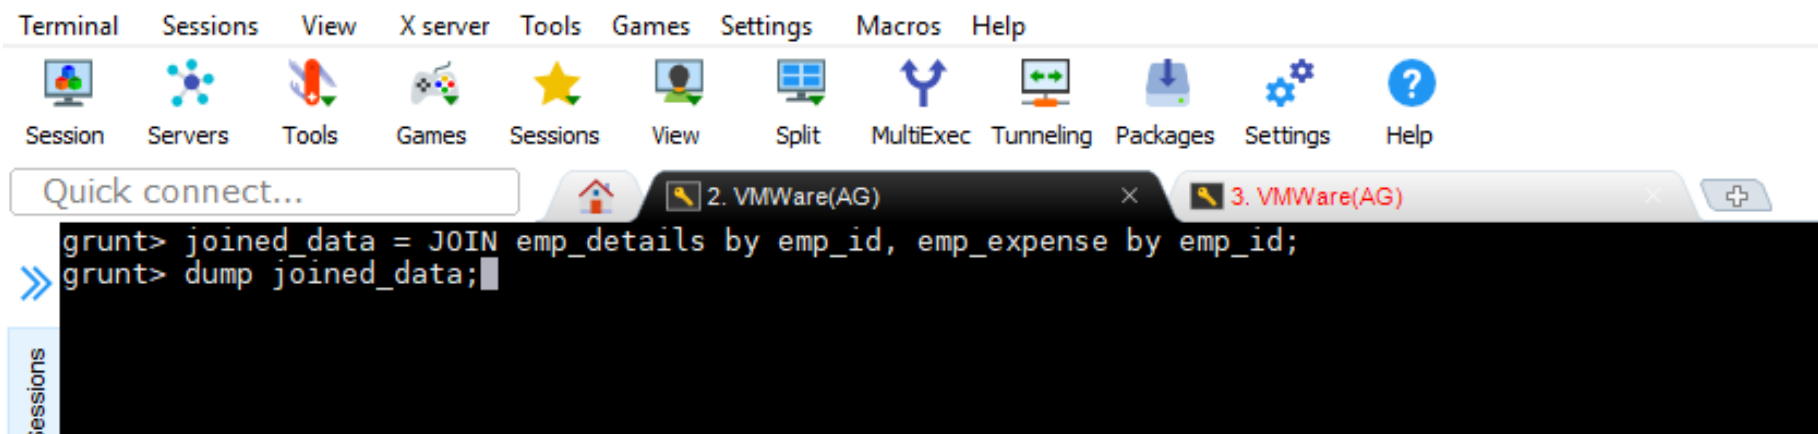 Terminal Sessions View X server Tools Games Settings Macros Help
Session Servers Tools Games Sessions View Split MultiExec Tunneling Packages Settings Help
Quick connect... 2. VMWare(AG) 3. VMWare(AG)
grunt> joined_data = JOIN emp_details by emp_id, emp_expense by emp_id;
grunt> dump joined_data;
Sessions